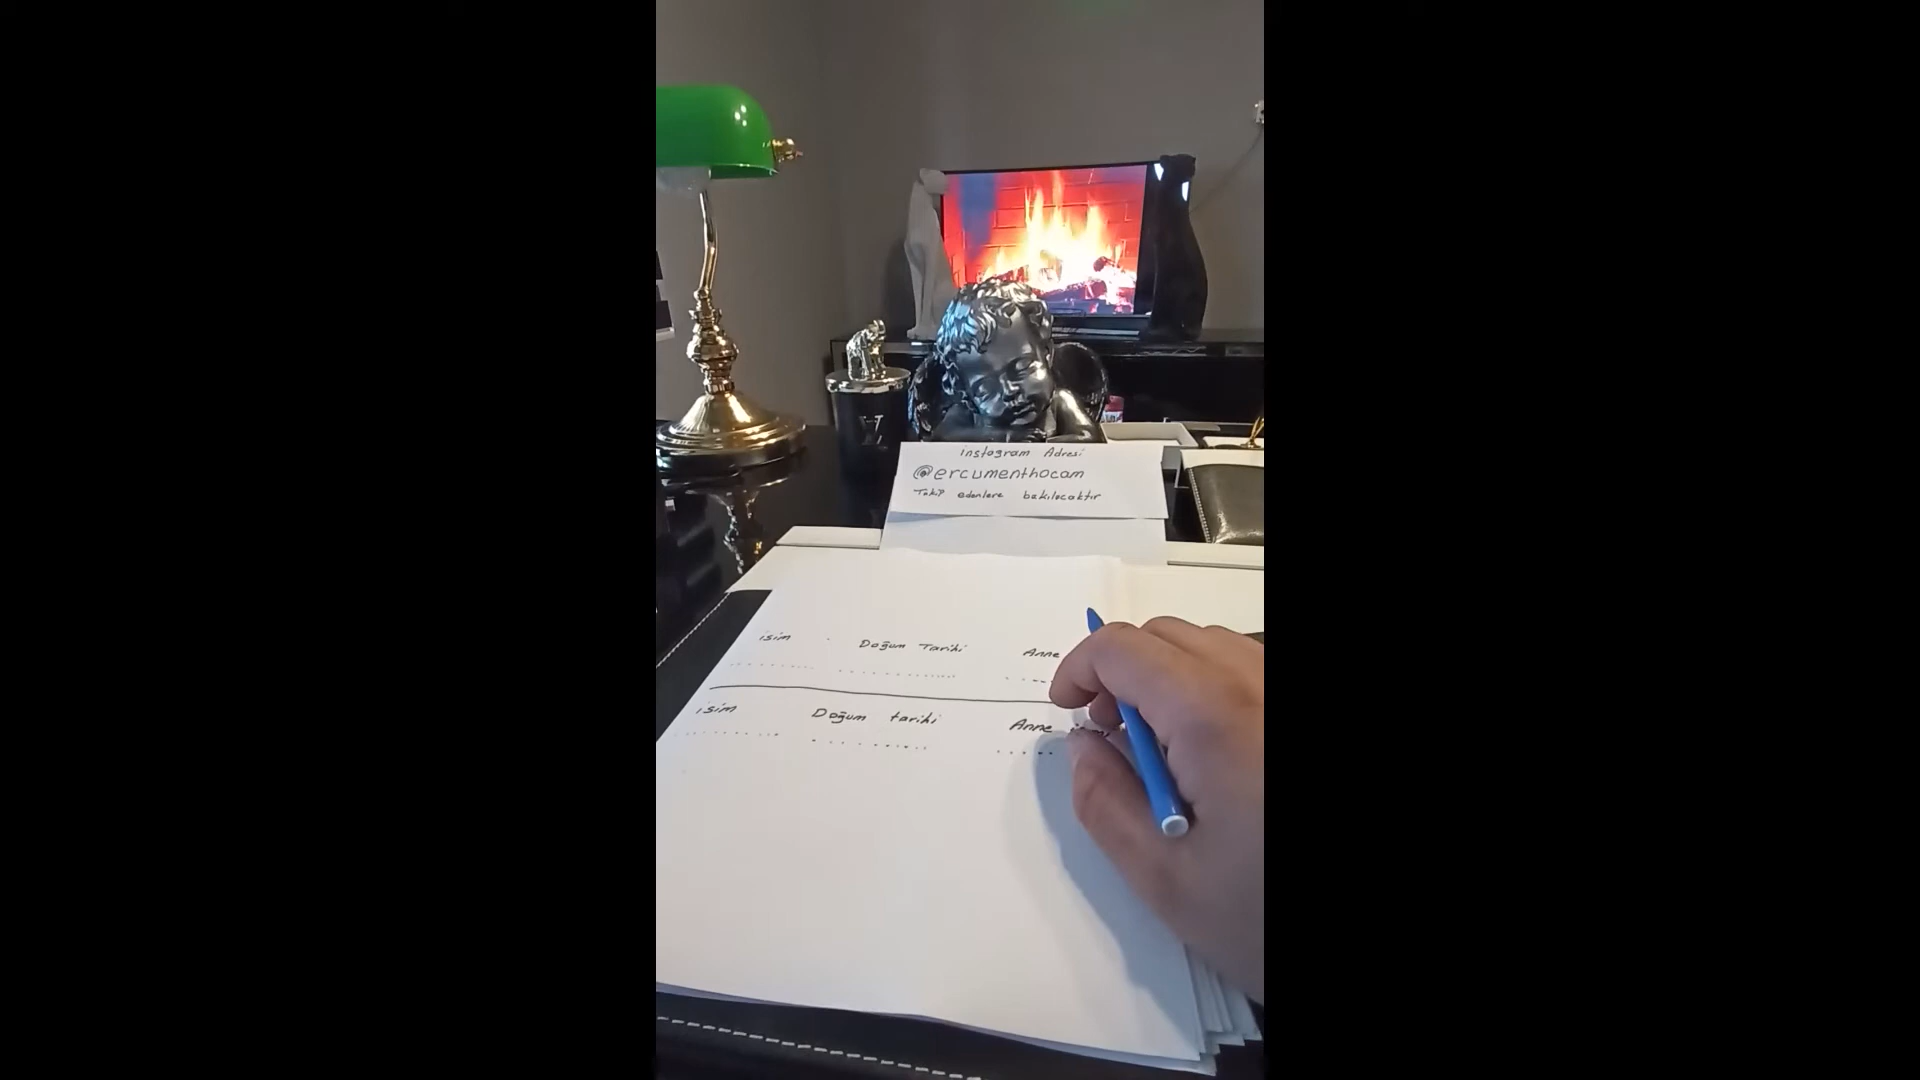 instagram Adresi
@ercumenthocam
Takip edenlere bakılacaktır
isim Doğum Tarihi Anne
isim Doğum tarihi Anne